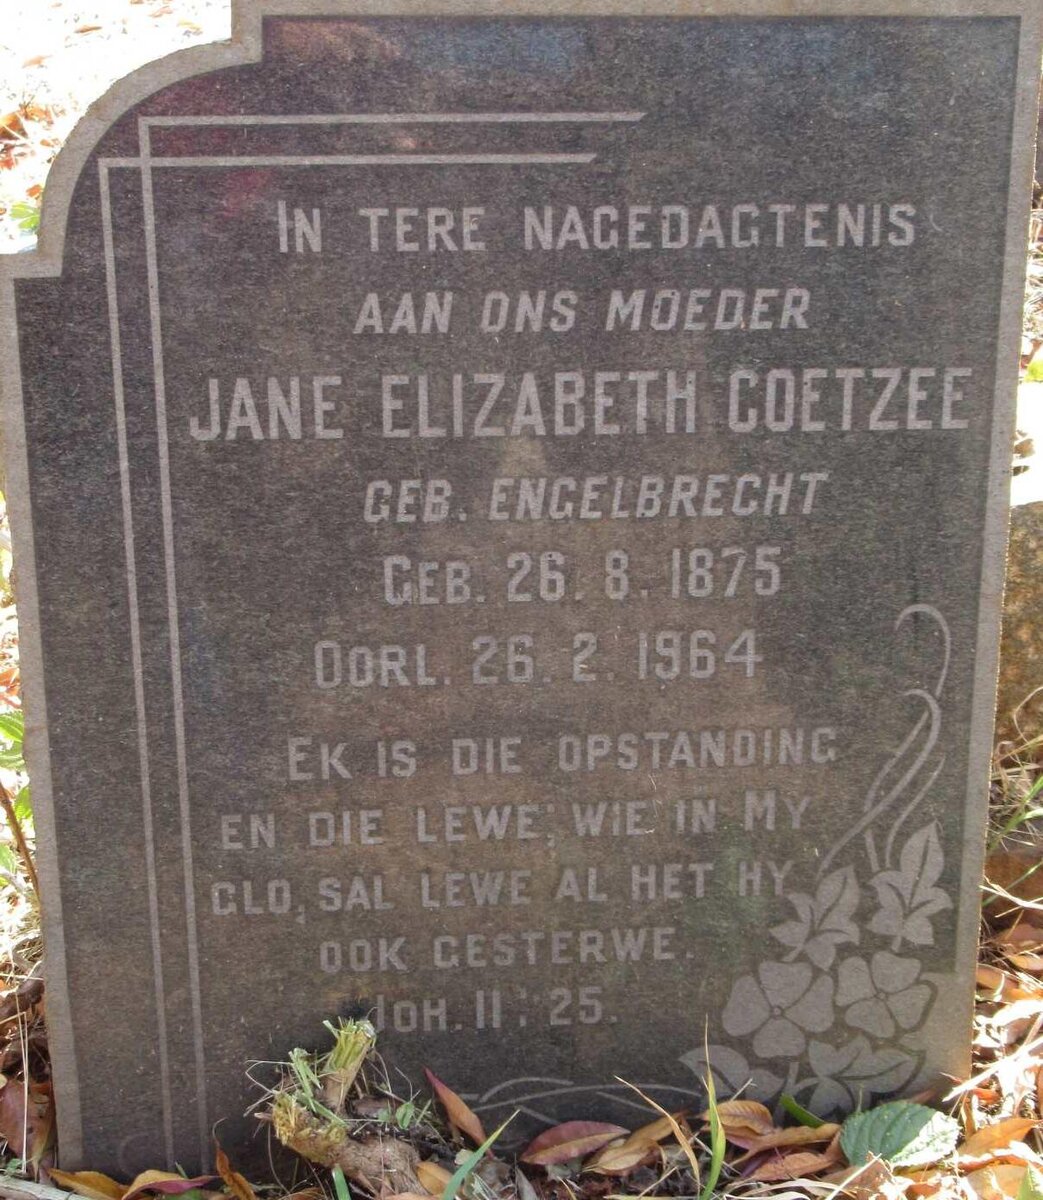 IN TERE NAGEDAGTENIS
AAN ONS MOEDER
JANE ELIZABETH COETZEE
GEB. ENGELBRECHT
GEB. 26. 8. 1875
OORL. 26. 2. 1964
EK IS DIE OPSTANDING
EN DIE LEWE; WIE IN MY
GLO, SAL LEWE AL HET HY
OOK GESTERWE.
JOH. 11 : 25.